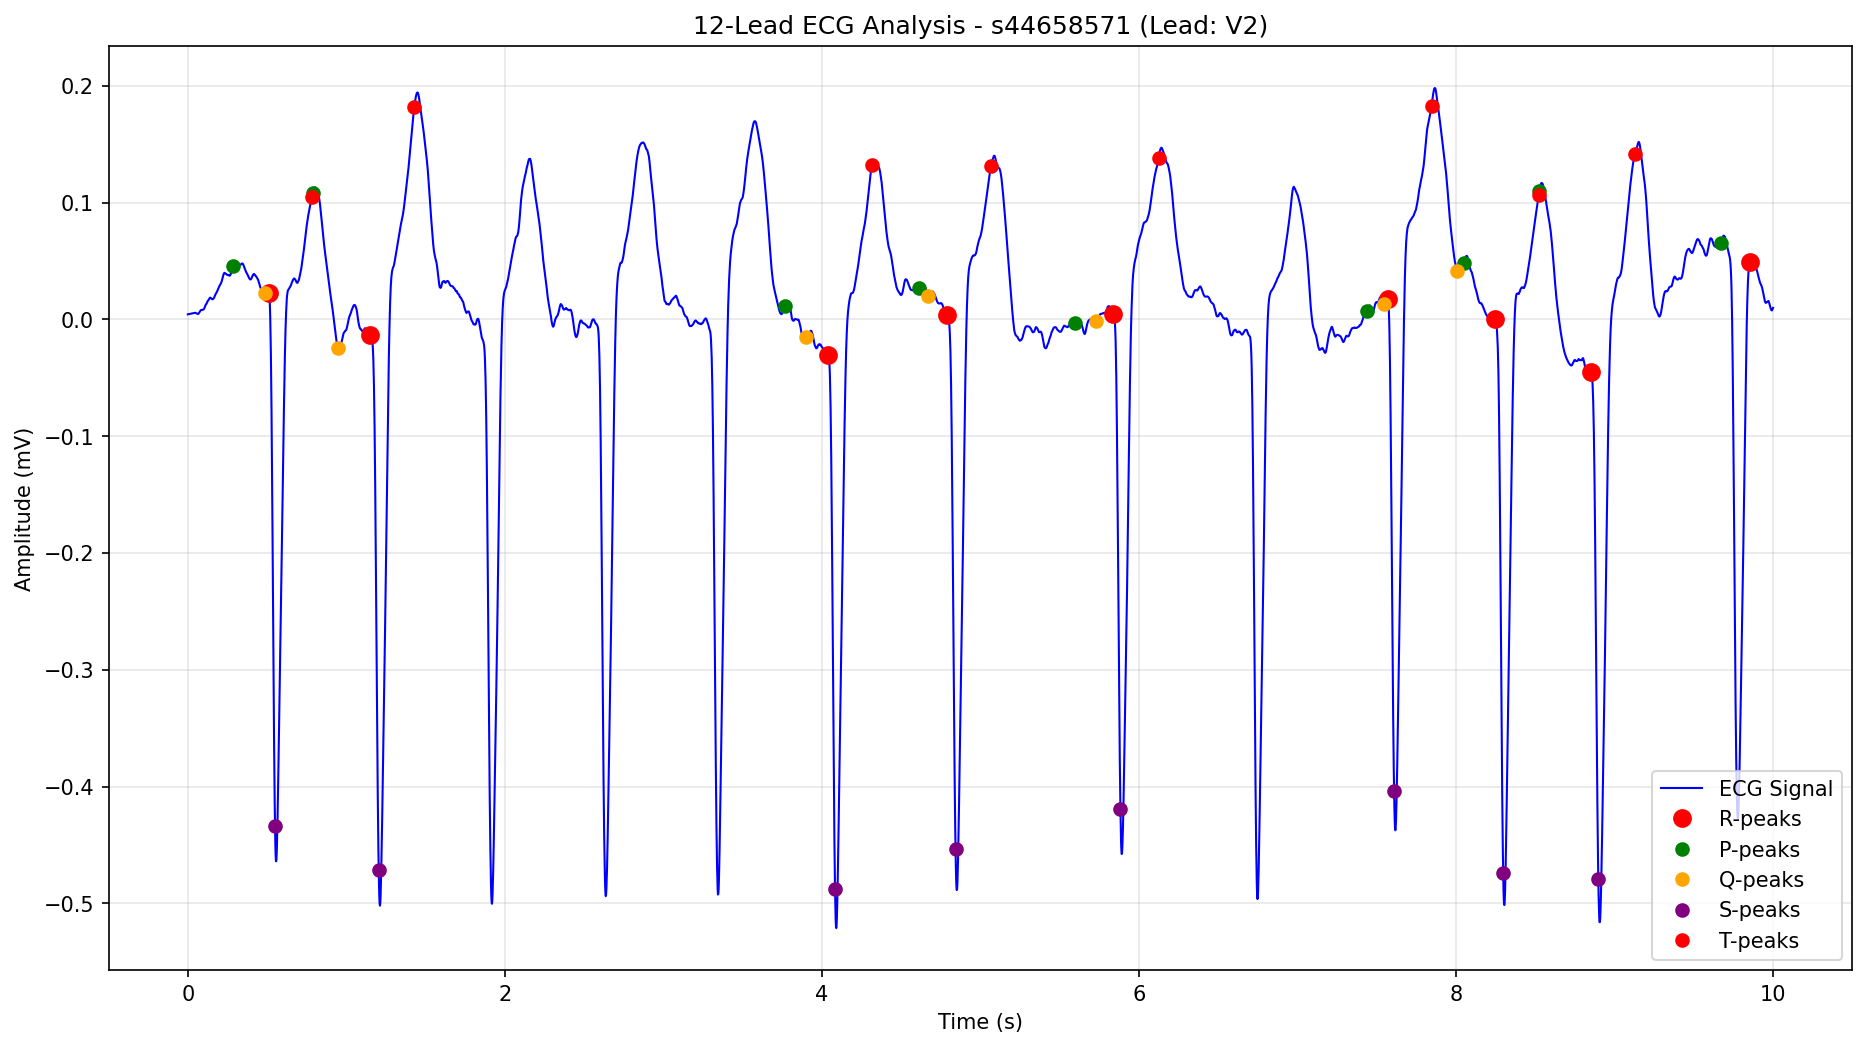 12-Lead ECG Analysis - s44658571 (Lead: V2)
Amplitude (mV)
0.2
0.1
0.0
−0.1
−0.2
−0.3
−0.4
−0.5
ECG Signal
R-peaks
P-peaks
Q-peaks
S-peaks
T-peaks
0 2 4 6 8 10
Time (s)